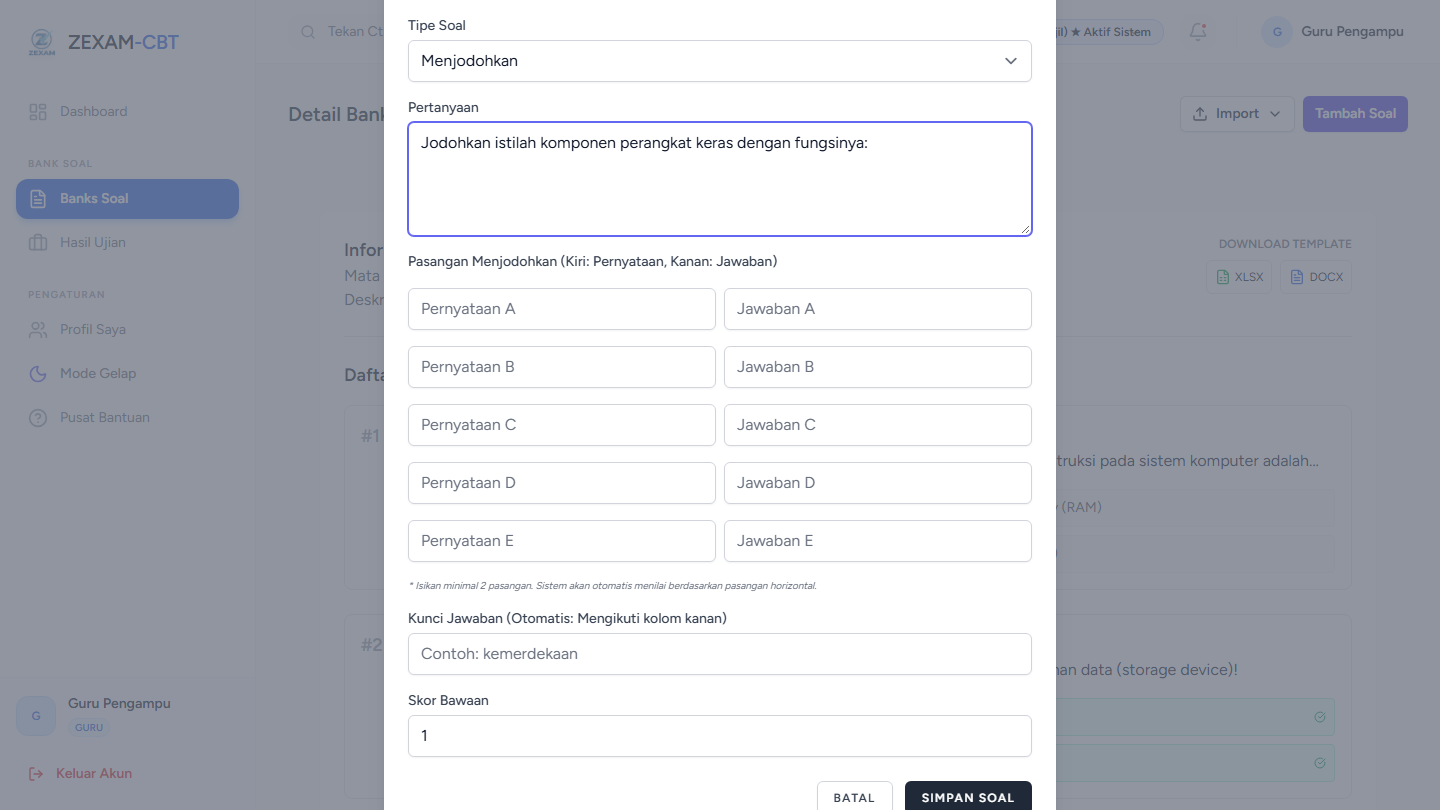 ZEXAM
ZEXAM-CBT
Tekan Ct
Aktif Sistem
G
Guru Pengampu
Dashboard
BANK SOAL
Banks Soal
Hasil Ujian
PENGATURAN
Profil Saya
Mode Gelap
Pusat Bantuan
G
Guru Pengampu
GURU
Keluar Akun
Detail Bank
Import
Tambah Soal
DOWNLOAD TEMPLATE
XLSX
DOCX
Infor
Mata
Deskr
Dafta
#1
truksi pada sistem komputer adalah...
(RAM)
#2
an data (storage device)!
Tipe Soal
Menjodohkan
Pertanyaan
Jodohkan istilah komponen perangkat keras dengan fungsinya:
Pasangan Menjodohkan (Kiri: Pernyataan, Kanan: Jawaban)
Pernyataan A
Jawaban A
Pernyataan B
Jawaban B
Pernyataan C
Jawaban C
Pernyataan D
Jawaban D
Pernyataan E
Jawaban E
* Isikan minimal 2 pasangan. Sistem akan otomatis menilai berdasarkan pasangan horizontal.
Kunci Jawaban (Otomatis: Mengikuti kolom kanan)
Contoh: kemerdekaan
Skor Bawaan
1
BATAL
SIMPAN SOAL